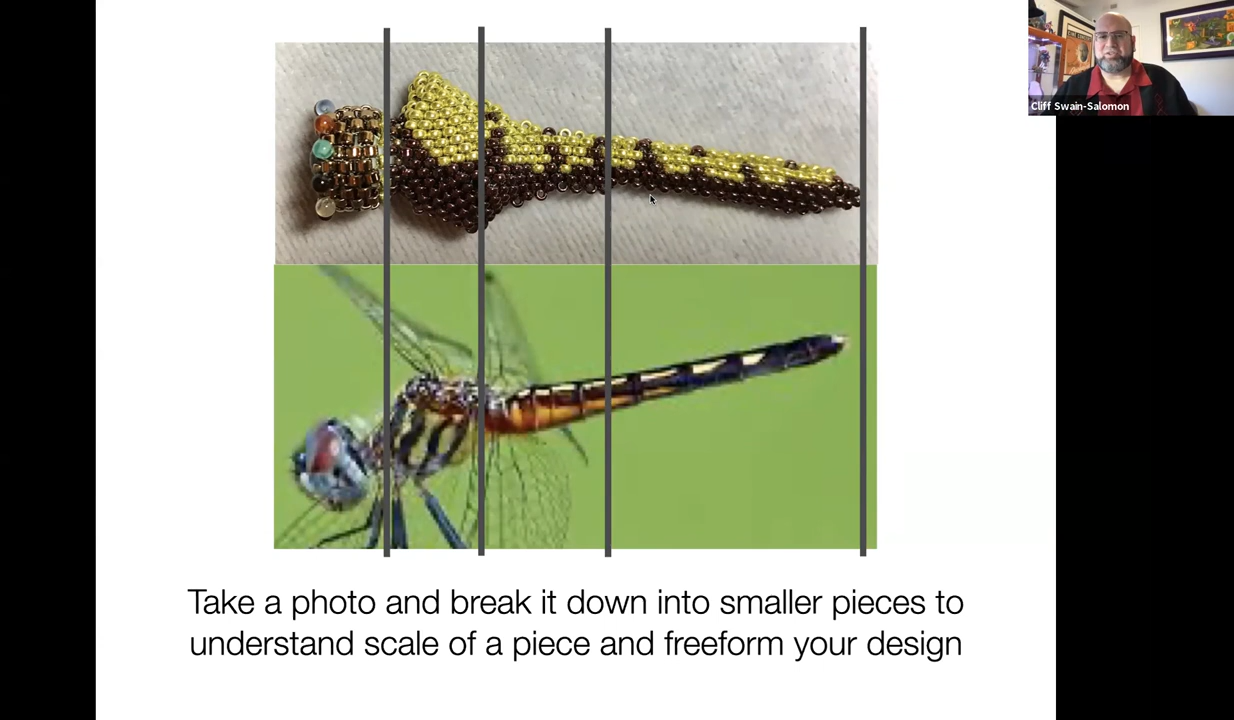 Cliff Swain-Salomon
Take a photo and break it down into smaller pieces to
understand scale of a piece and freeform your design